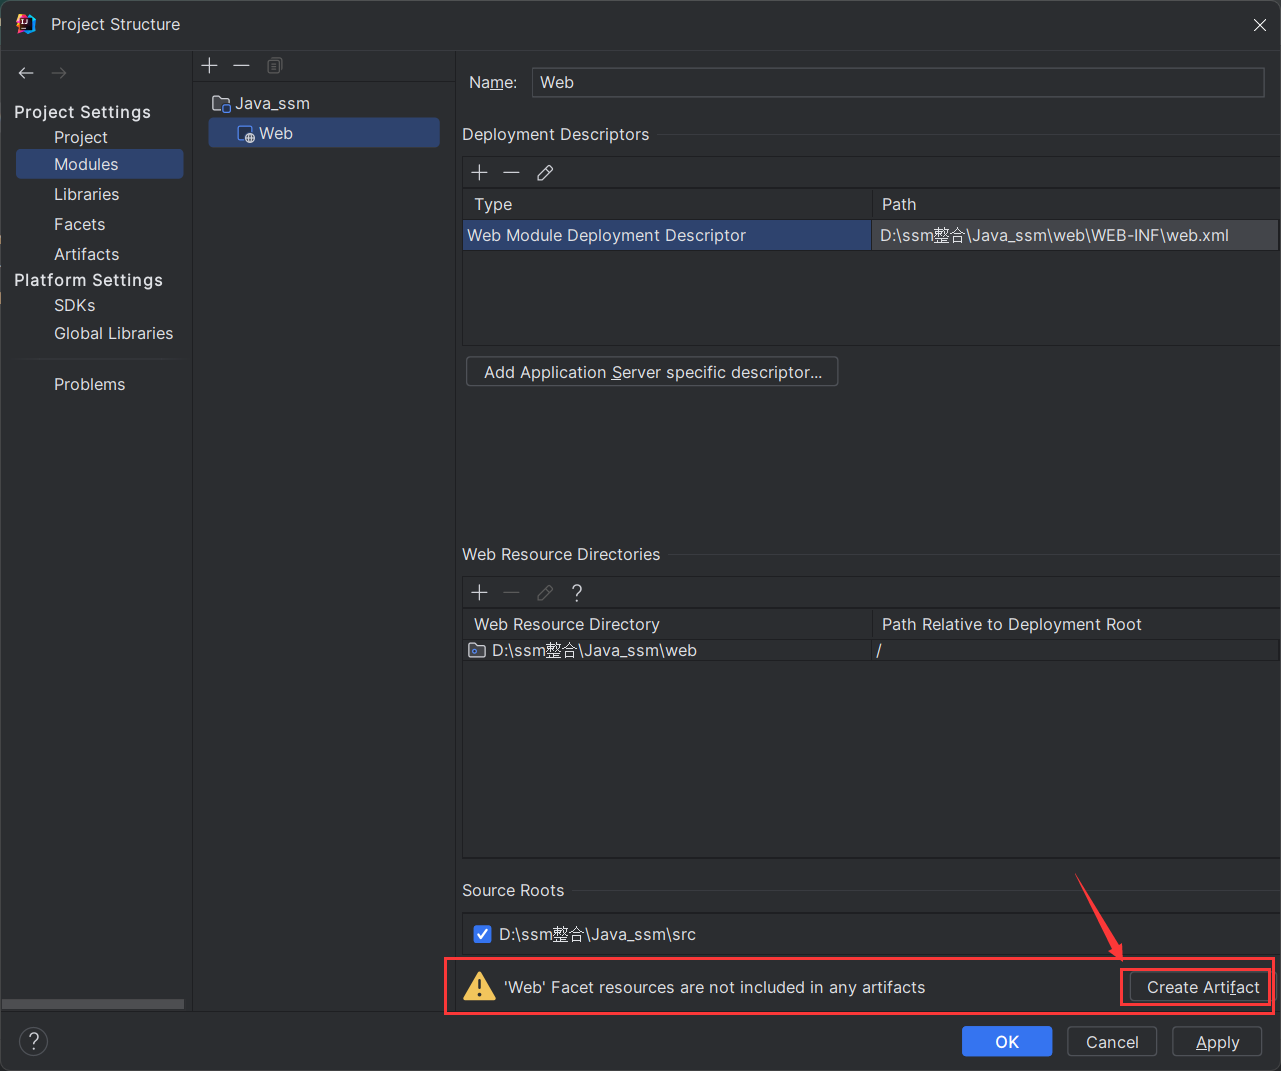 Project Structure
Project Settings
Project
Modules
Libraries
Facets
Artifacts
Platform Settings
SDKs
Global Libraries
Problems
Java_ssm
Web
Name: Web
Deployment Descriptors
Type Path
Web Module Deployment Descriptor D:\ssm整合\Java_ssm\web\WEB-INF\web.xml
Add Application Server specific descriptor...
Web Resource Directories
Web Resource Directory Path Relative to Deployment Root
D:\ssm整合\Java_ssm\web /
Source Roots
D:\ssm整合\Java_ssm\src
'Web' Facet resources are not included in any artifacts Create Artifact
? OK Cancel Apply